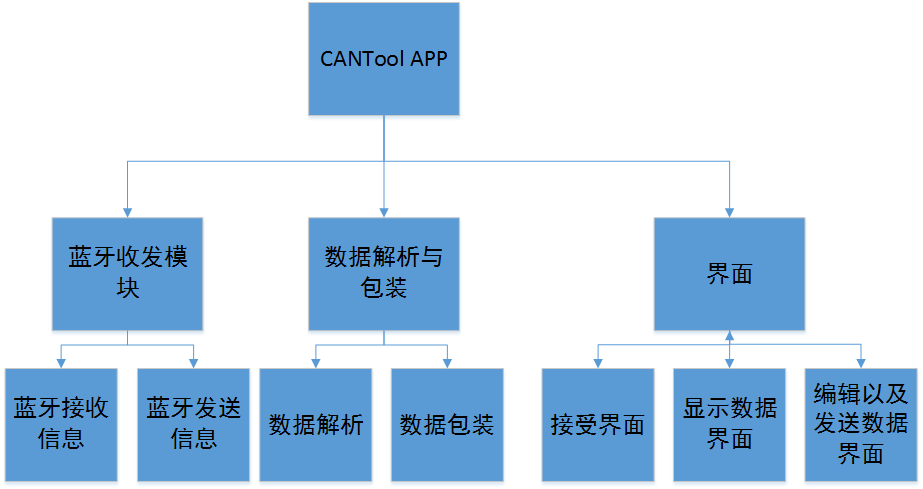 CANTool APP
蓝牙收发模
块
数据解析与
包装
界面
蓝牙接收
信息
蓝牙发送
信息
数据解析
数据包装
接受界面
显示数据
界面
编辑以及
发送数据
界面